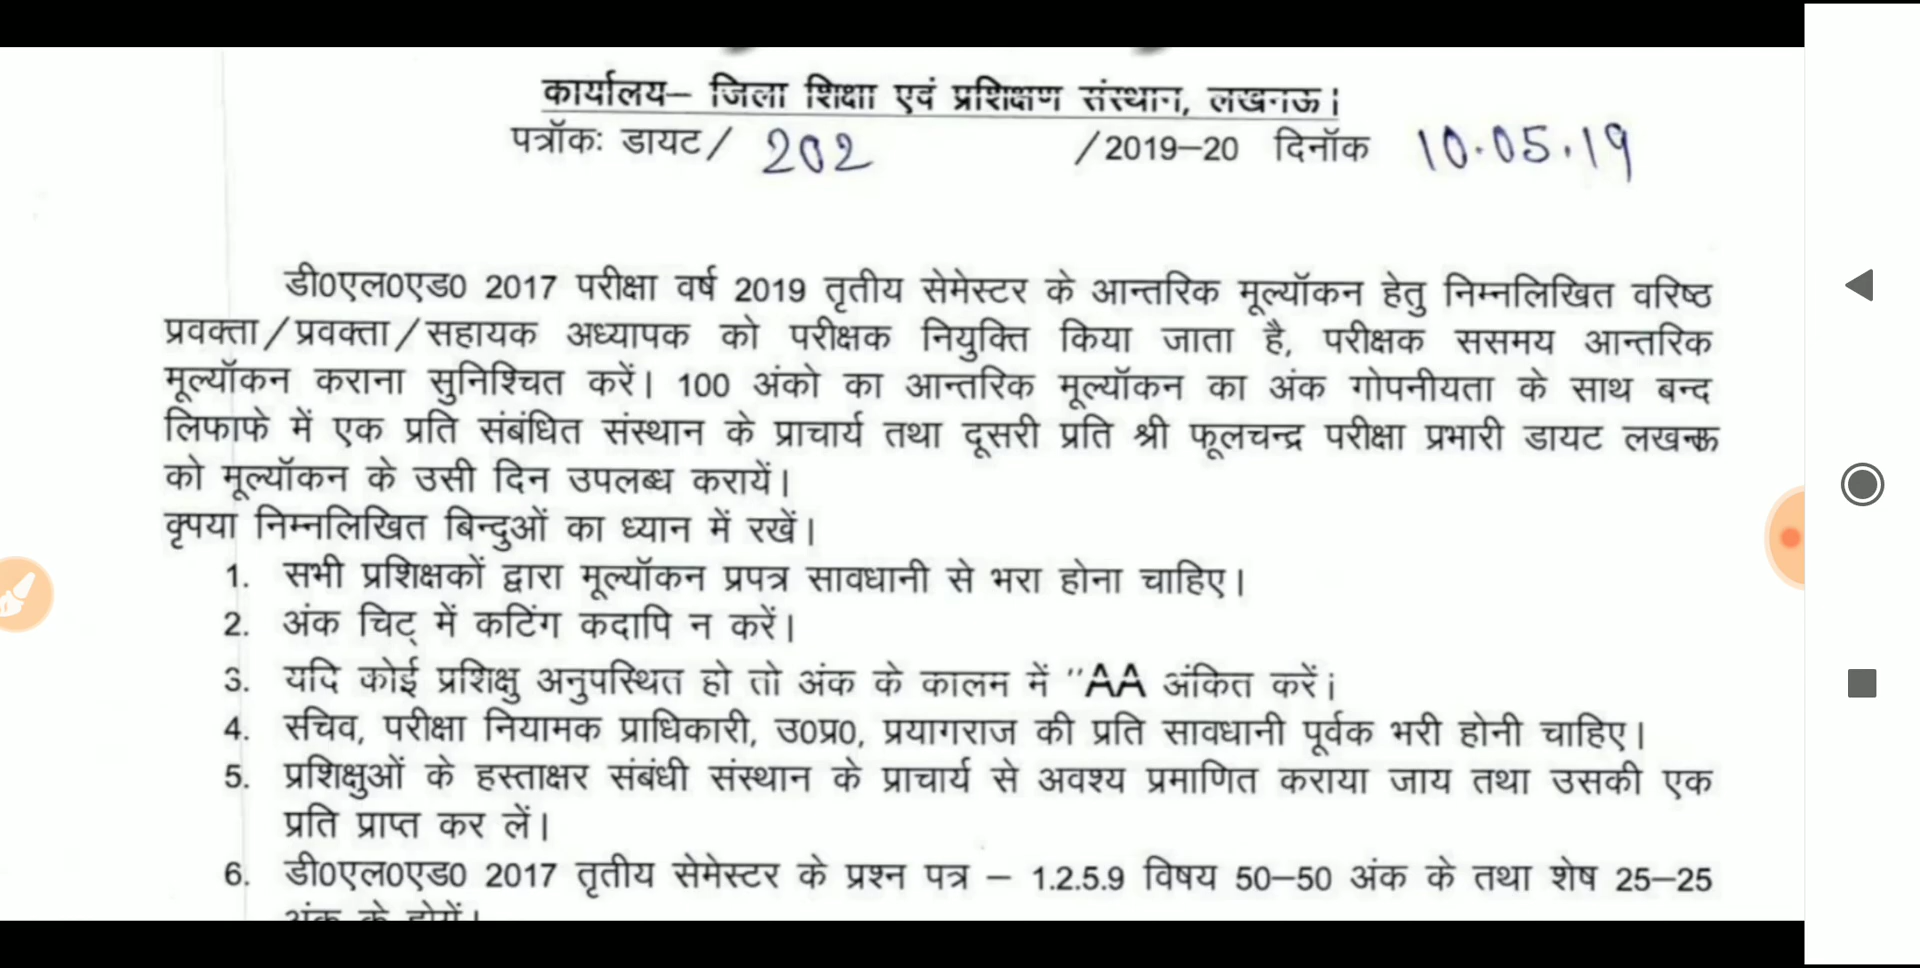 कार्यालय– जिला शिक्षा एवं प्रशिक्षण संस्थान, लखनऊ।
पत्रॉकः डायट/ 202 /2019–20 दिनॉक 10.05.19
डी0एल0एड0 2017 परीक्षा वर्ष 2019 तृतीय सेमेस्टर के आन्तरिक मूल्यॉकन हेतु निम्नलिखित वरिष्ठ
प्रवक्ता/प्रवक्ता/सहायक अध्यापक को परीक्षक नियुक्ति किया जाता है, परीक्षक ससमय आन्तरिक
मूल्यॉकन कराना सुनिश्चित करें। 100 अंको का आन्तरिक मूल्यॉकन का अंक गोपनीयता के साथ बन्द
लिफाफे में एक प्रति संबंधित संस्थान के प्राचार्य तथा दूसरी प्रति श्री फूलचन्द्र परीक्षा प्रभारी डायट लखनऊ
को मूल्यॉकन के उसी दिन उपलब्ध करायें।
कृपया निम्नलिखित बिन्दुओं का ध्यान में रखें।
1. सभी प्रशिक्षकों द्वारा मूल्यॉकन प्रपत्र सावधानी से भरा होना चाहिए।
2. अंक चिट् में कटिंग कदापि न करें।
3. यदि कोई प्रशिक्षु अनुपस्थित हो तो अंक के कालम में "AA अंकित करें।
4. सचिव, परीक्षा नियामक प्राधिकारी, उ0प्र0, प्रयागराज की प्रति सावधानी पूर्वक भरी होनी चाहिए।
5. प्रशिक्षुओं के हस्ताक्षर संबंधी संस्थान के प्राचार्य से अवश्य प्रमाणित कराया जाय तथा उसकी एक
प्रति प्राप्त कर लें।
6. डी0एल0एड0 2017 तृतीय सेमेस्टर के प्रश्न पत्र – 1.2.5.9 विषय 50–50 अंक के तथा शेष 25–25
अंक के होगें।